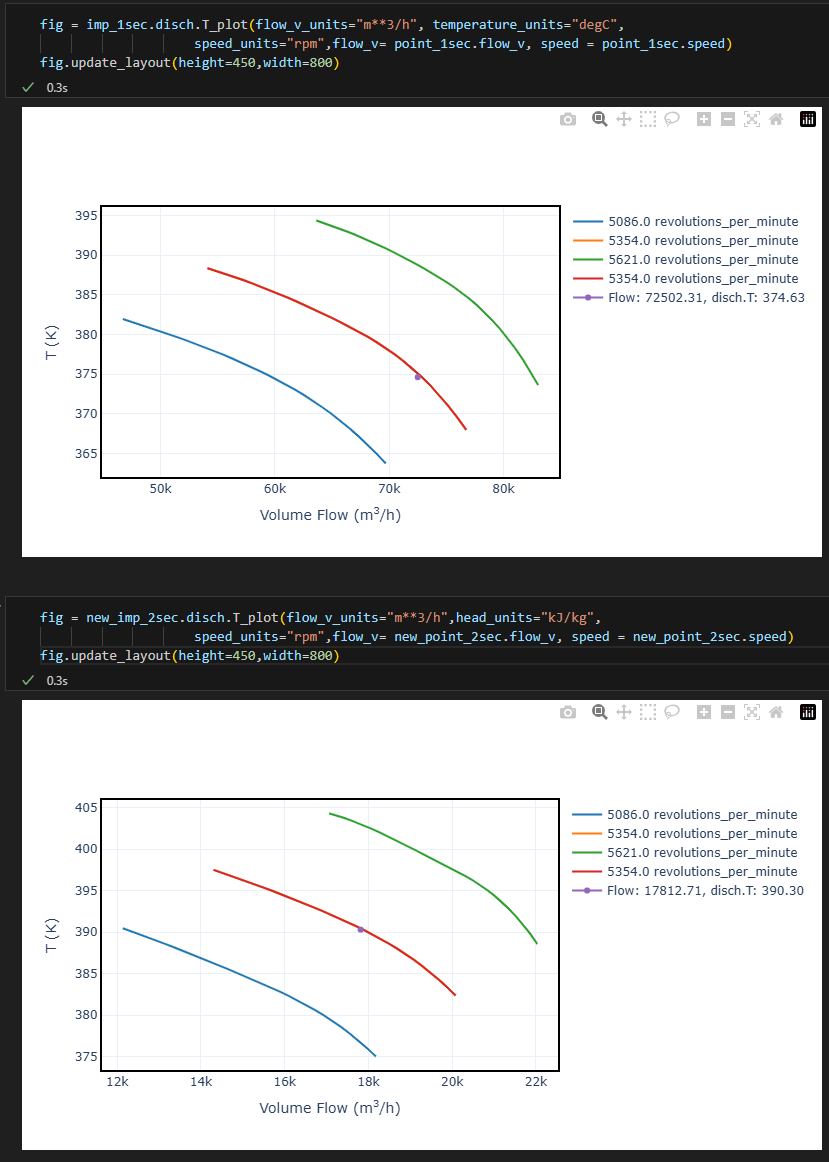 fig = imp_1sec.disch.T_plot(flow_v_units="m**3/h", temperature_units="degC",
speed_units="rpm",flow_v= point_1sec.flow_v, speed = point_1sec.speed)
fig.update_layout(height=450,width=800)
0.3s
395
390
385
380
375
370
365
T (K)
50k
60k
70k
80k
Volume Flow (m³/h)
5086.0 revolutions_per_minute
5354.0 revolutions_per_minute
5621.0 revolutions_per_minute
5354.0 revolutions_per_minute
Flow: 72502.31, disch.T: 374.63
fig = new_imp_2sec.disch.T_plot(flow_v_units="m**3/h",head_units="kJ/kg",
speed_units="rpm",flow_v= new_point_2sec.flow_v, speed = new_point_2sec.speed)
fig.update_layout(height=450,width=800)
0.3s
405
400
395
390
385
380
375
T (K)
12k
14k
16k
18k
20k
22k
Volume Flow (m³/h)
5086.0 revolutions_per_minute
5354.0 revolutions_per_minute
5621.0 revolutions_per_minute
5354.0 revolutions_per_minute
Flow: 17812.71, disch.T: 390.30